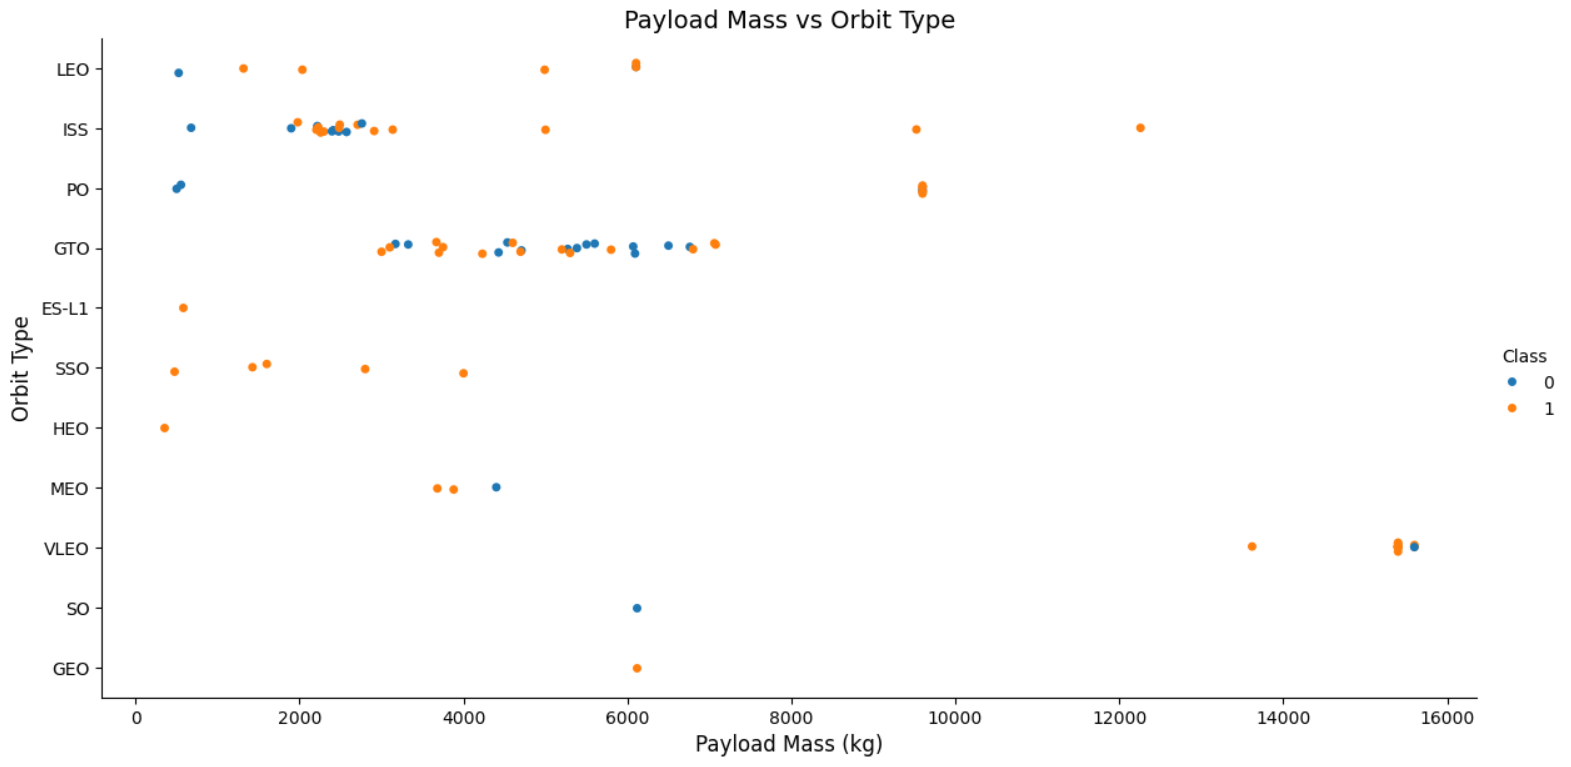 Payload Mass vs Orbit Type
Orbit Type
LEO
ISS
PO
GTO
ES-L1
SSO
HEO
MEO
VLEO
SO
GEO
0 2000 4000 6000 8000 10000 12000 14000 16000
Payload Mass (kg)
Class
0
1